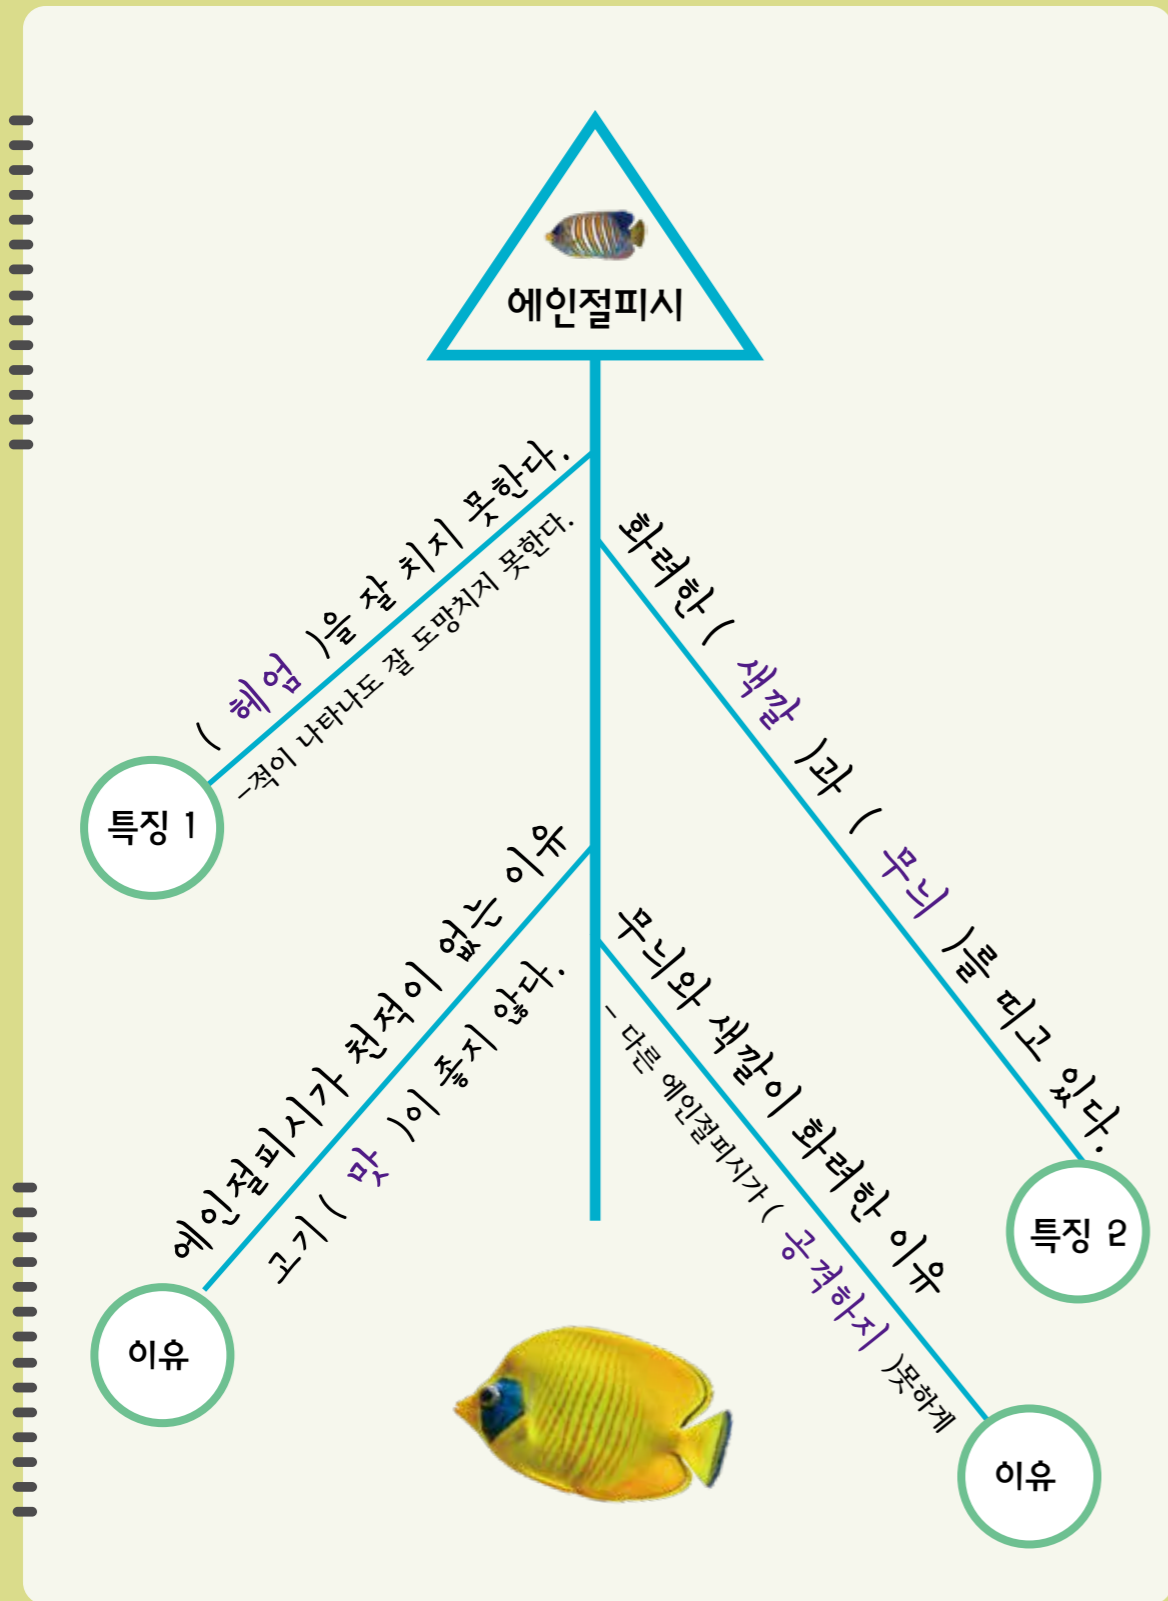 에인절피시
( 헤엄 )을 잘 치지 못한다.
-적이 나타나도 잘 도망치지 못한다.
특징 1
화려한 ( 색깔 )과 ( 무늬 )를 띠고 있다.
특징 2
에인절피시가 천적이 없는 이유
고기 ( 맛 )이 좋지 않다.
이유
무늬와 색깔이 화려한 이유
- 다른 에인절피시가 ( 공격하지 )못하게
이유